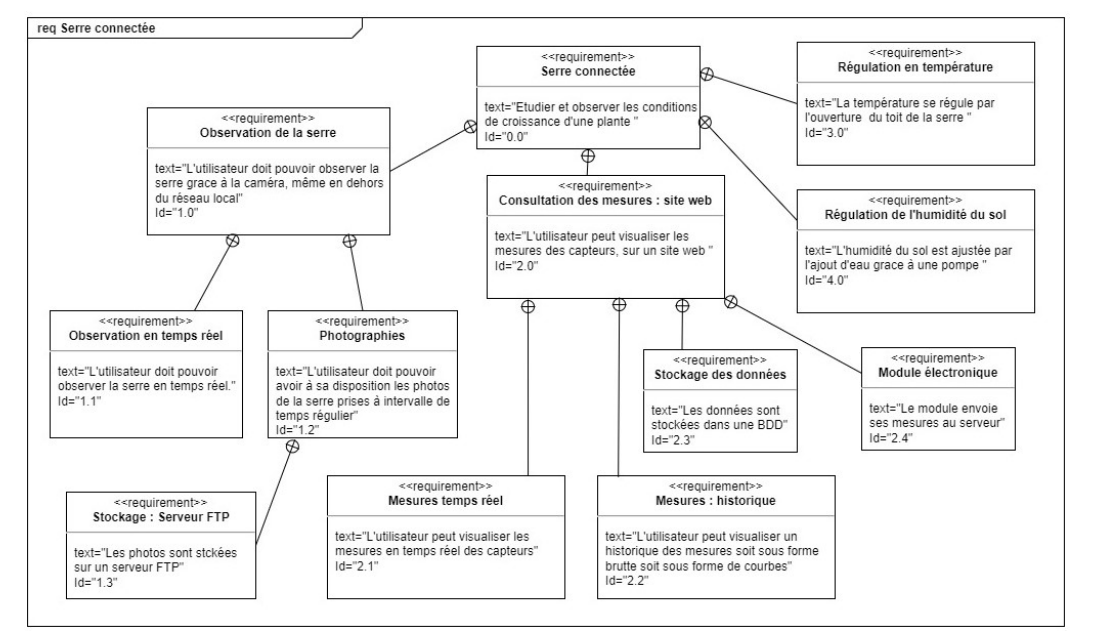 req Serre connectée
<<requirement>>
Serre connectée
text="Etudier et observer les conditions
de croissance d'une plante "
Id="0.0"
<<requirement>>
Régulation en température
text="La température se régule par
l'ouverture  du toit de la serre "
Id="3.0"
<<requirement>>
Observation de la serre
text="L'utilisateur doit pouvoir observer la
serre grace à la caméra, même en dehors
du réseau local"
Id="1.0"
<<requirement>>
Consultation des mesures : site web
text="L'utilisateur peut visualiser les
mesures des capteurs, sur un site web "
Id="2.0"
<<requirement>>
Régulation de l'humidité du sol
text="L'humidité du sol est ajustée par
l'ajout d'eau grace à une pompe "
Id="4.0"
<<requirement>>
Observation en temps réel
text="L'utilisateur doit pouvoir
observer la serre en temps réel."
Id="1.1"
<<requirement>>
Photographies
text="L'utilisateur doit pouvoir
avoir à sa disposition les photos
de la serre prises à intervalle de
temps régulier"
Id="1.2"
<<requirement>>
Stockage des données
text="Les données sont
stockées dans une BDD"
Id="2.3"
<<requirement>>
Module électronique
text="Le module envoie
ses mesures au serveur"
Id="2.4"
<<requirement>>
Stockage : Serveur FTP
text="Les photos sont stckées
sur un serveur FTP"
Id="1.3"
<<requirement>>
Mesures temps réel
text="L'utilisateur peut visualiser les
mesures en temps réel des capteurs"
Id="2.1"
<<requirement>>
Mesures : historique
text="L'utilisateur peut visualiser un
historique des mesures soit sous forme
brutte soit sous forme de courbes"
Id="2.2"